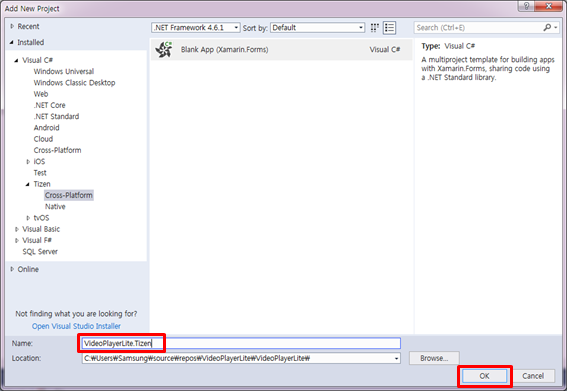 Add New Project
Recent
Installed
.NET Framework 4.6.1
Sort by: Default
Search (Ctrl+E)
Visual C#
Windows Universal
Windows Classic Desktop
Web
.NET Core
.NET Standard
Android
Cloud
Cross-Platform
iOS
Test
Tizen
Cross-Platform
Native
tvOS
Visual Basic
Visual F#
SQL Server
Online
Not finding what you are looking for?
Open Visual Studio Installer
C#
Blank App (Xamarin.Forms) Visual C#
Type: Visual C#
A multiproject template for building apps
with Xamarin.Forms, sharing code using
a .NET Standard library.
Name: VideoPlayerLite.Tizen
Location: C:₩Users₩Samsung₩source₩repos₩VideoPlayerLite₩VideoPlayerLite₩
Browse...
OK Cancel